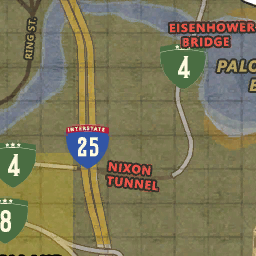 EISENHOWER
BRIDGE
RING ST.
4
PALO
INTERSTATE
25
4
NIXON
TUNNEL
8